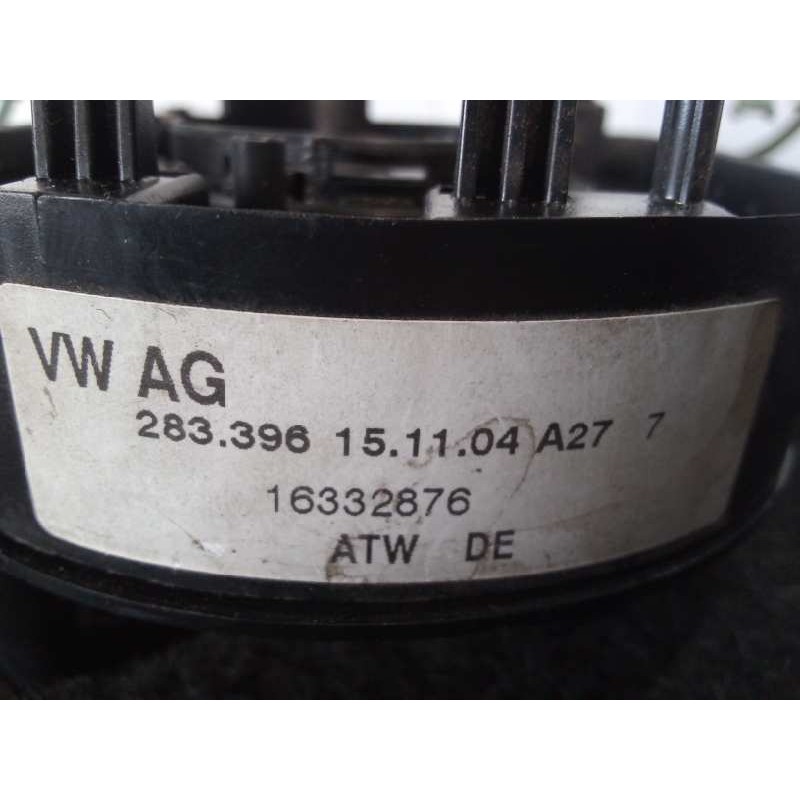 VW AG
283.396 15.11.04 A27 7
16332876
ATW DE